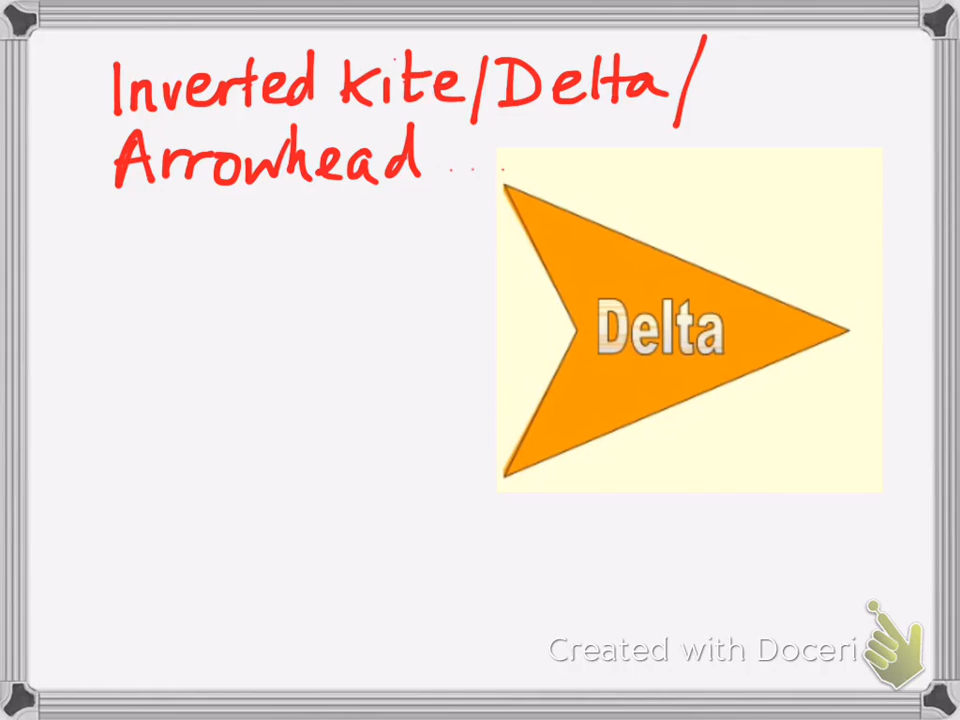 Inverted Kite/Delta/
Arrowhead ...
Delta
Created with Doceri